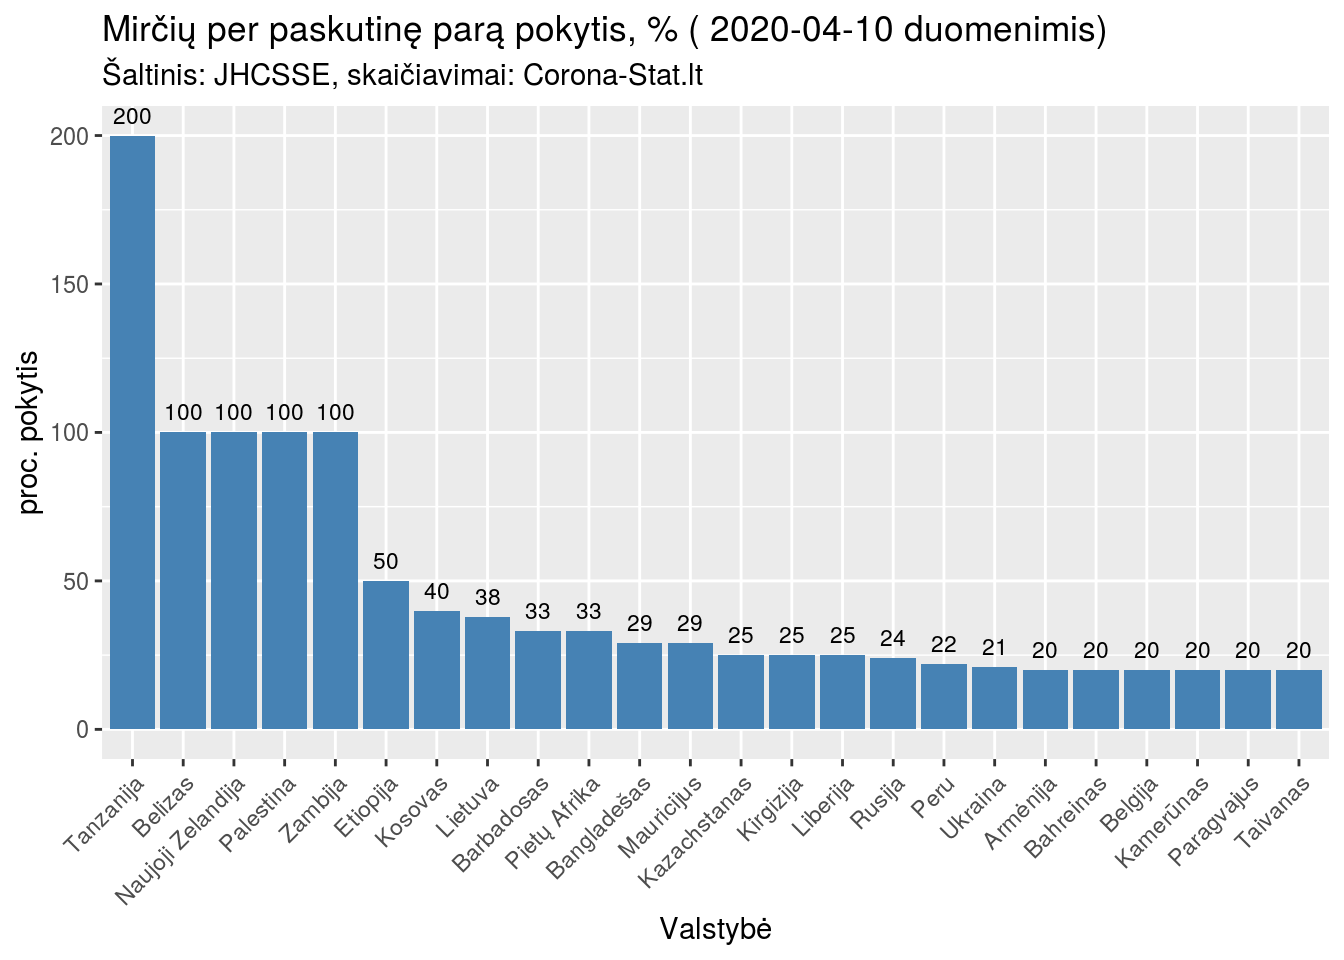 Mirčių per paskutinę parą pokytis, % ( 2020-04-10 duomenimis)
Šaltinis: JHCSSE, skaičiavimai: Corona-Stat.lt
proc. pokytis
200
150
100
50
0
200
100
100
100
100
50
40
38
33
33
29
29
25
25
25
24
22
21
20
20
20
20
20
20
Tanzanija
Belizas
Naujoji Zelandija
Palestina
Zambija
Etiopija
Kosovas
Lietuva
Barbadosas
Pietų Afrika
Bangladešas
Mauricijus
Kazachstanas
Kirgizija
Liberija
Rusija
Peru
Ukraina
Armėnija
Bahreinas
Belgija
Kamerūnas
Paragvajus
Taivanas
Valstybė